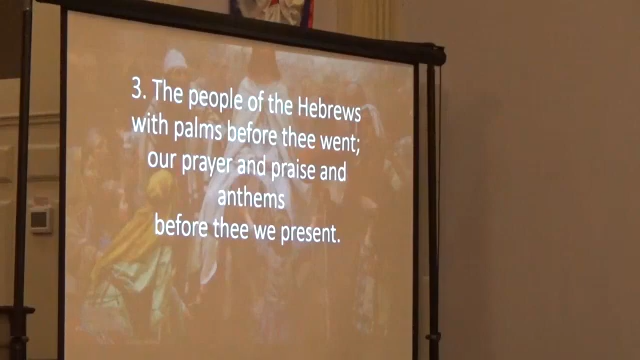 3. The people of the Hebrews
with palms before thee went;
our prayer and praise and
anthems
before thee we present.